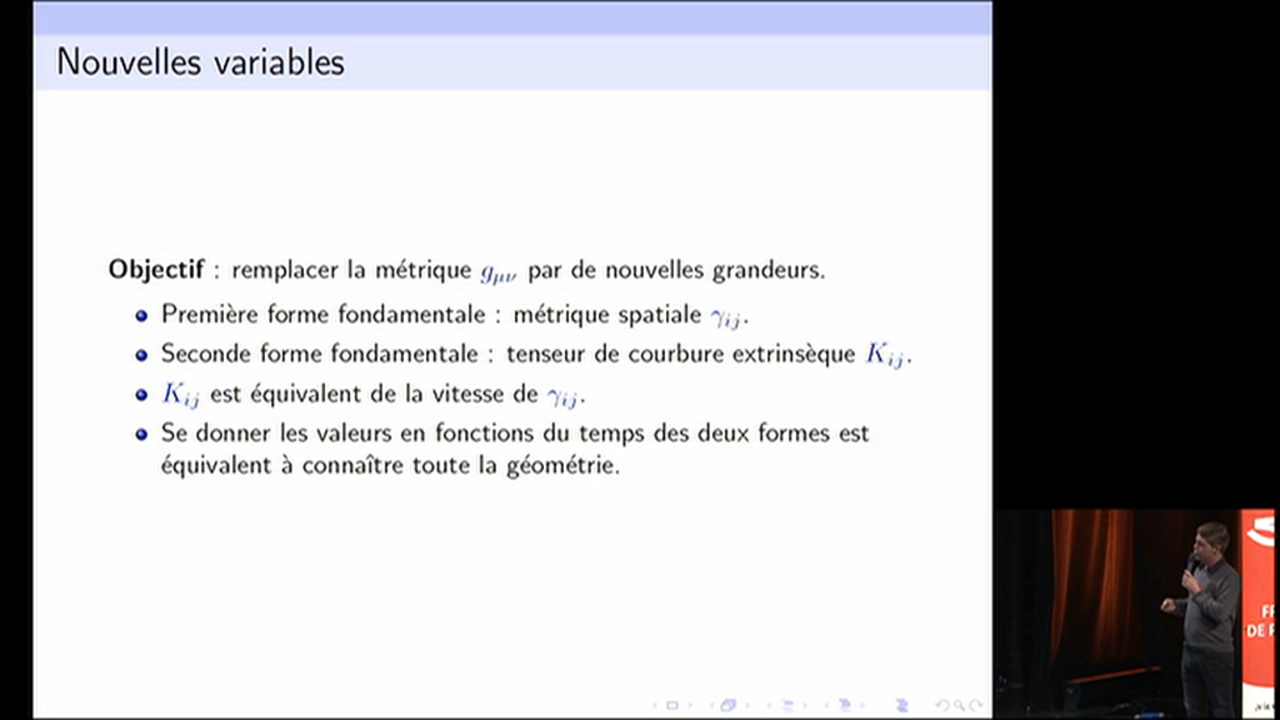 Nouvelles variables
Objectif : remplacer la métrique gμν par de nouvelles grandeurs.
Première forme fondamentale : métrique spatiale γij.
Seconde forme fondamentale : tenseur de courbure extrinsèque Kij.
Kij est équivalent de la vitesse de γij.
Se donner les valeurs en fonctions du temps des deux formes est
équivalent à connaître toute la géométrie.
DE